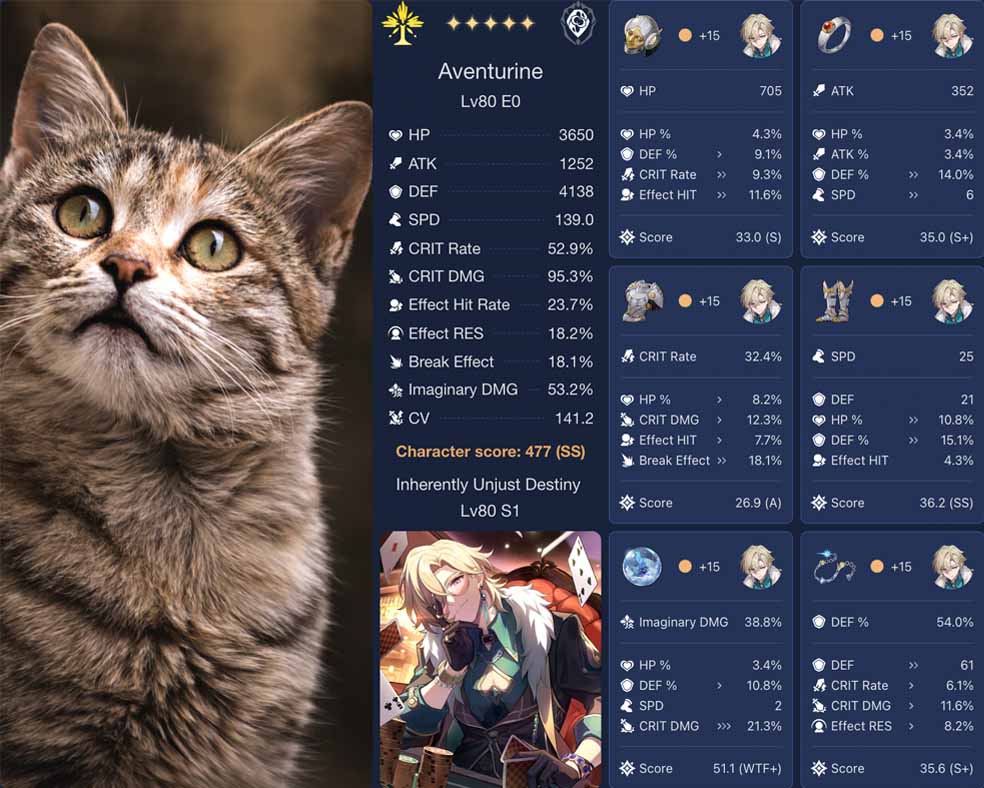 Aventurine
Lv80 E0
HP 3650
ATK 1252
DEF 4138
SPD 139.0
CRIT Rate 52.9%
CRIT DMG 95.3%
Effect Hit Rate 23.7%
Effect RES 18.2%
Break Effect 18.1%
Imaginary DMG 53.2%
CV 141.2
Character score: 477 (SS)
Inherently Unjust Destiny
Lv80 S1
+15
HP 705
HP % 4.3%
DEF % > 9.1%
CRIT Rate >> 9.3%
Effect HIT >> 11.6%
Score 33.0 (S)
+15
ATK 352
HP % 3.4%
ATK % 3.4%
DEF % >> 14.0%
SPD >> 6
Score 35.0 (S+)
+15
CRIT Rate 32.4%
HP % > 8.2%
CRIT DMG > 12.3%
Effect HIT > 7.7%
Break Effect >> 18.1%
Score 26.9 (A)
+15
SPD 25
DEF 21
HP % >> 10.8%
DEF % >> 15.1%
Effect HIT 4.3%
Score 36.2 (SS)
+15
Imaginary DMG 38.8%
HP % 3.4%
DEF % > 10.8%
SPD 2
CRIT DMG >>> 21.3%
Score 51.1 (WTF+)
+15
DEF % 54.0%
DEF >> 61
CRIT Rate > 6.1%
CRIT DMG > 11.6%
Effect RES > 8.2%
Score 35.6 (S+)